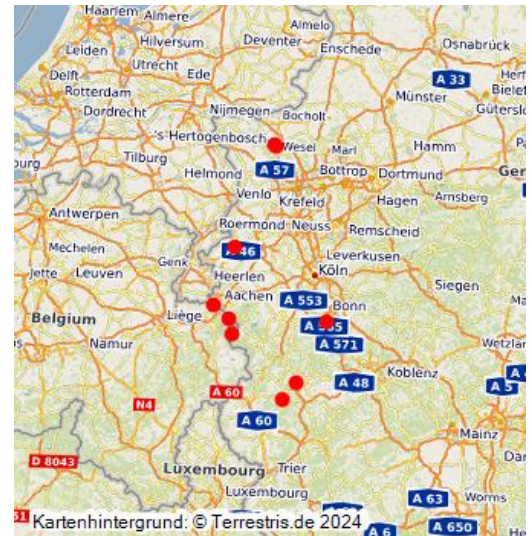 Haarlem
Almere
Almelo
Osnabrück
Leiden
Hilversum
Deventer
Enschede
Utrecht
Delft
Ede
A 33
Rotterdam
Münster
Dordrecht
Nijmegen
Bocholt
's Hertogenbosch
Wesel
Marl
Hamm
Tilburg
A 57
Bottrop
Dortmund
Helmond
Krefeld
Hagen
Arnsberg
Venlo
Antwerpen
Roermond
Neuss
Remscheid
Mechelen
A 46
Leverkusen
Genk
Jette
Leuven
Heerlen
Köln
Siegen
Aachen
A 553
Bonn
Liège
Belgium
A 571
Namur
Koblenz
A 48
A 60
A 5
N4
A 60
Mainz
D 8043
Luxembourg
Trier
Luxembourg
A 63
Worms
A 6
A 650
Kartenhintergrund: © Terrestris.de 2024